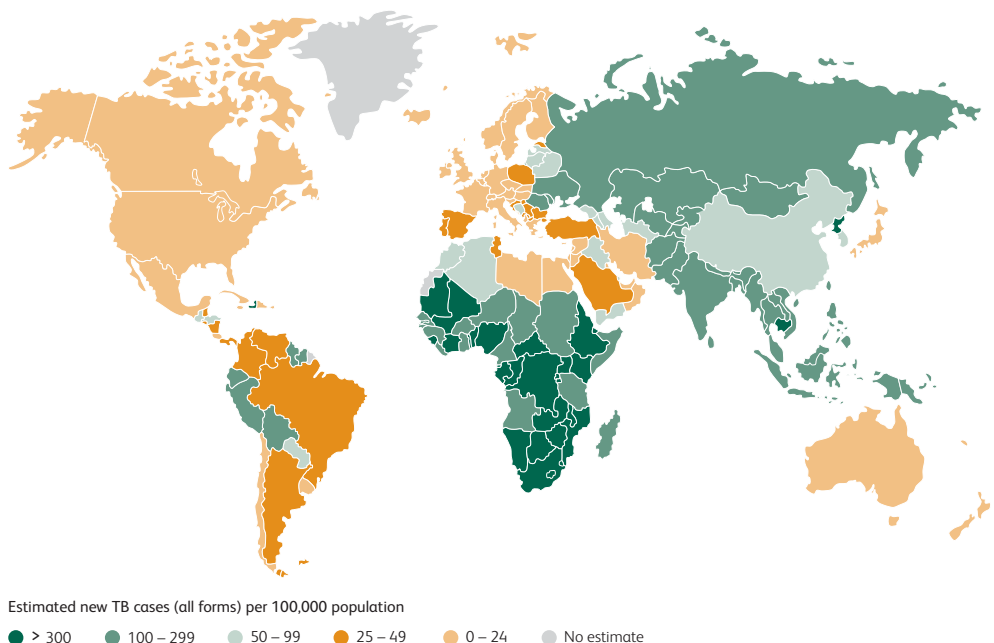 Estimated new TB cases (all forms) per 100,000 population
> 300 100 – 299 50 – 99 25 – 49 0 – 24 No estimate